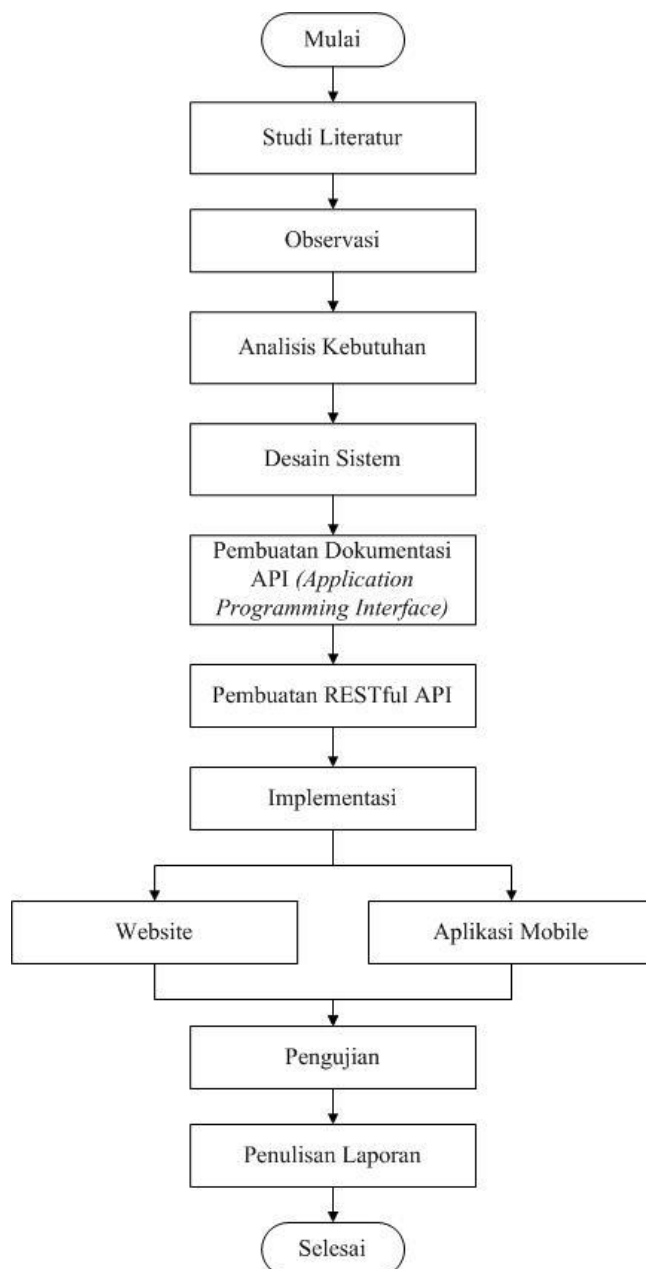 Mulai
Studi Literatur
Observasi
Analisis Kebutuhan
Desain Sistem
Pembuatan Dokumentasi
API (Application
Programming Interface)
Pembuatan RESTful API
Implementasi
Website
Aplikasi Mobile
Pengujian
Penulisan Laporan
Selesai